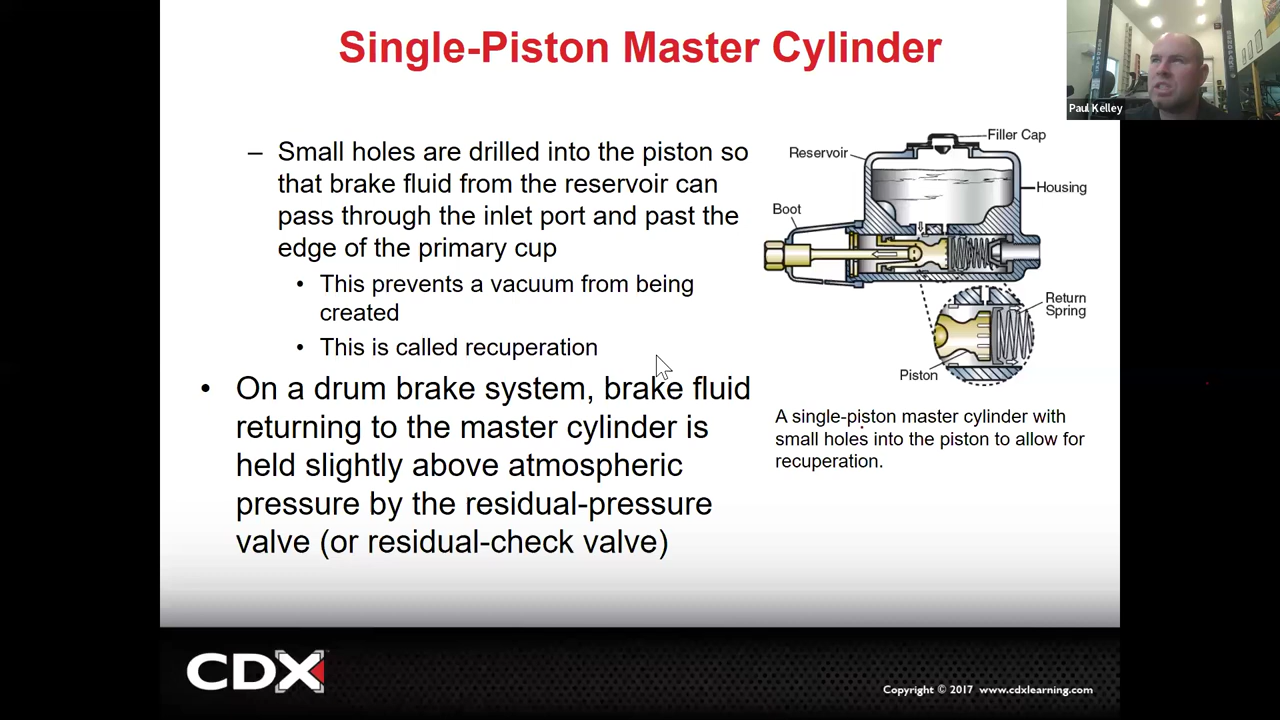 Single-Piston Master Cylinder
Paul Kelley
– Small holes are drilled into the piston so
that brake fluid from the reservoir can
pass through the inlet port and past the
edge of the primary cup
• This prevents a vacuum from being
created
• This is called recuperation
• On a drum brake system, brake fluid
returning to the master cylinder is
held slightly above atmospheric
pressure by the residual-pressure
valve (or residual-check valve)
Filler Cap
Reservoir
Housing
Boot
Return
Spring
Piston
A single-piston master cylinder with
small holes into the piston to allow for
recuperation.
CDX
Copyright © 2017 www.cdxlearning.com